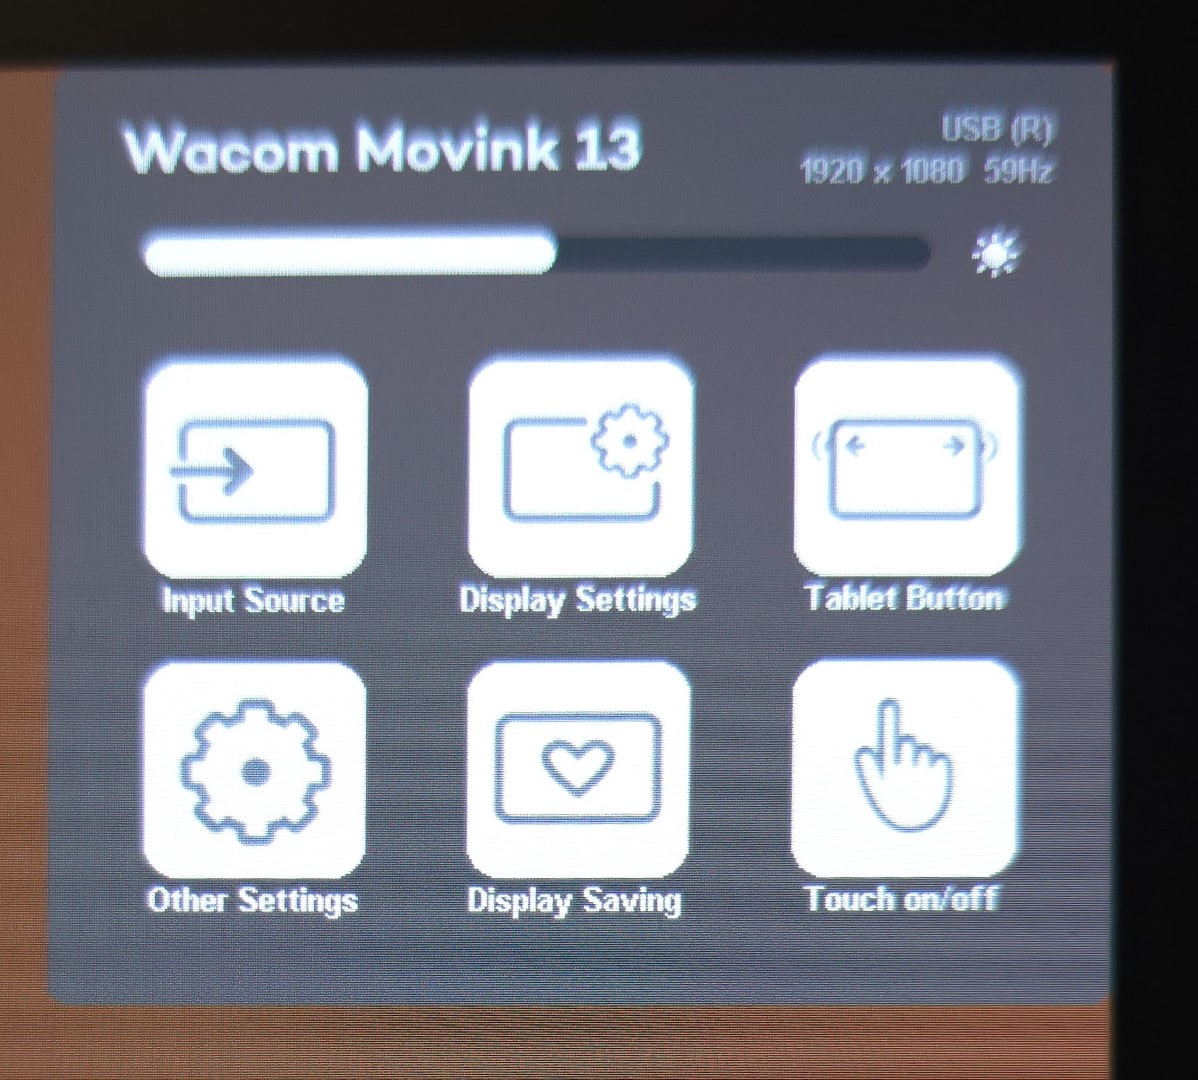 Wacom Movink 13
USB (R)
1920 x 1080 59Hz
Input Source
Display Settings
Tablet Button
Other Settings
Display Saving
Touch on/off